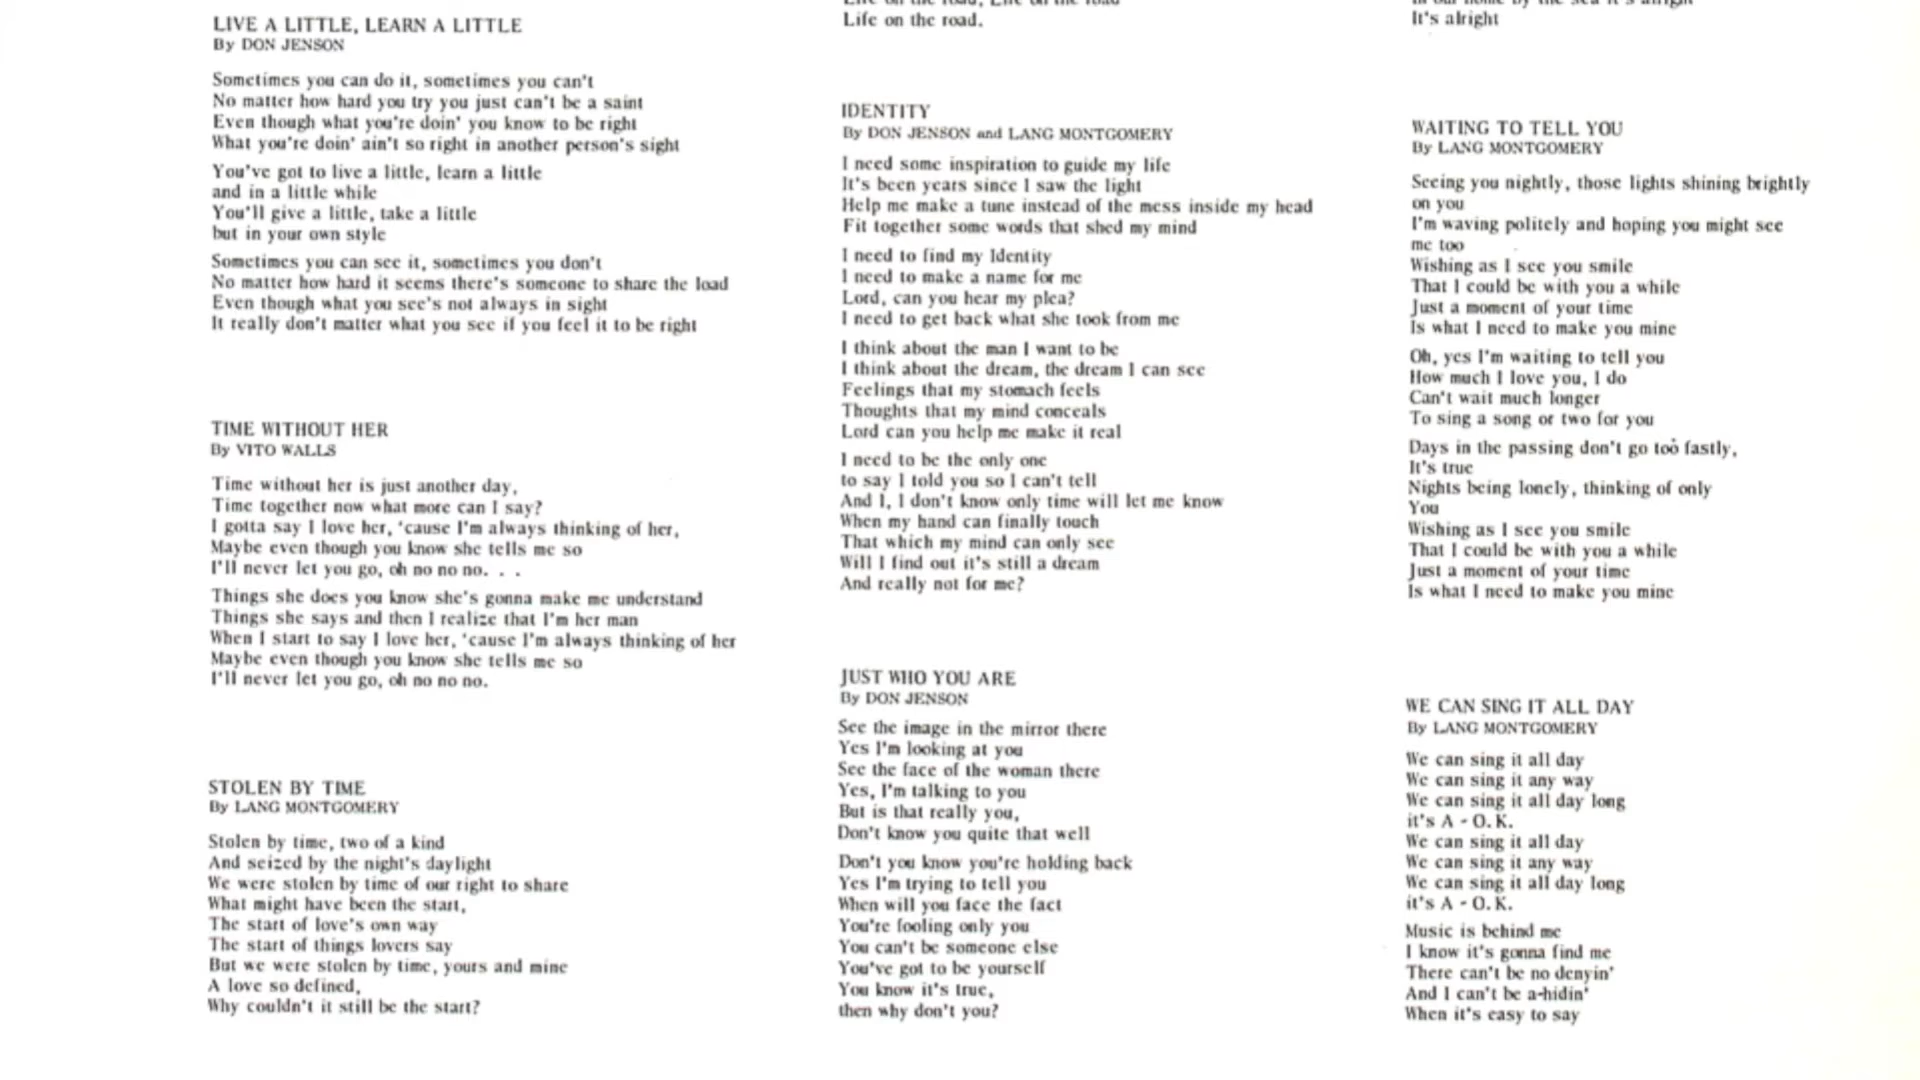 LIVE A LITTLE, LEARN A LITTLE
By DON JENSON
Sometimes you can do it, sometimes you can't
No matter how hard you try you just can't be a saint
Even though what you're doin' you know to be right
What you're doin' ain't so right in another person's sight
You've got to live a little, learn a little
and in a little while
You'll give a little, take a little
but in your own style
Sometimes you can see it, sometimes you don't
No matter how hard it seems there's someone to share the load
Even though what you see's not always in sight
It really don't matter what you see if you feel it to be right
TIME WITHOUT HER
By VITO WALLS
Time without her is just another day,
Time together now what more can I say?
I gotta say I love her, 'cause I'm always thinking of her,
Maybe even though you know she tells me so
I'll never let you go, oh no no no. . .
Things she does you know she's gonna make me understand
Things she says and then I realize that I'm her man
When I start to say I love her, 'cause I'm always thinking of her
Maybe even though you know she tells me so
I'll never let you go, oh no no no.
STOLEN BY TIME
By LANG MONTGOMERY
Stolen by time, two of a kind
And seized by the night's daylight
We were stolen by time of our right to share
What might have been the start,
The start of love's own way
The start of things lovers say
But we were stolen by time, yours and mine
A love so defined,
Why couldn't it still be the start?
Life on the road, Life on the road
Life on the road.
IDENTITY
By DON JENSON and LANG MONTGOMERY
I need some inspiration to guide my life
It's been years since I saw the light
Help me make a tune instead of the mess inside my head
Fit together some words that shed my mind
I need to find my Identity
I need to make a name for me
Lord, can you hear my plea?
I need to get back what she took from me
I think about the man I want to be
I think about the dream, the dream I can see
Feelings that my stomach feels
Thoughts that my mind conceals
Lord can you help me make it real
I need to be the only one
to say I told you so I can't tell
And I, I don't know only time will let me know
When my hand can finally touch
That which my mind can only see
Will I find out it's still a dream
And really not for me?
JUST WHO YOU ARE
By DON JENSON
See the image in the mirror there
Yes I'm looking at you
See the face of the woman there
Yes, I'm talking to you
But is that really you,
Don't know you quite that well
Don't you know you're holding back
Yes I'm trying to tell you
When will you face the fact
You're fooling only you
You can't be someone else
You've got to be yourself
You know it's true,
then why don't you?
In our home by the sea it's alright
It's alright
WAITING TO TELL YOU
By LANG MONTGOMERY
Seeing you nightly, those lights shining brightly
on you
I'm waving politely and hoping you might see
me too
Wishing as I see you smile
That I could be with you a while
Just a moment of your time
Is what I need to make you mine
Oh, yes I'm waiting to tell you
How much I love you, I do
Can't wait much longer
To sing a song or two for you
Days in the passing don't go too fastly,
It's true
Nights being lonely, thinking of only
You
Wishing as I see you smile
That I could be with you a while
Just a moment of your time
Is what I need to make you mine
WE CAN SING IT ALL DAY
By LANG MONTGOMERY
We can sing it all day
We can sing it any way
We can sing it all day long
it's A - O.K.
We can sing it all day
We can sing it any way
We can sing it all day long
it's A - O.K.
Music is behind me
I know it's gonna find me
There can't be no denyin'
And I can't be a-hidin'
When it's easy to say